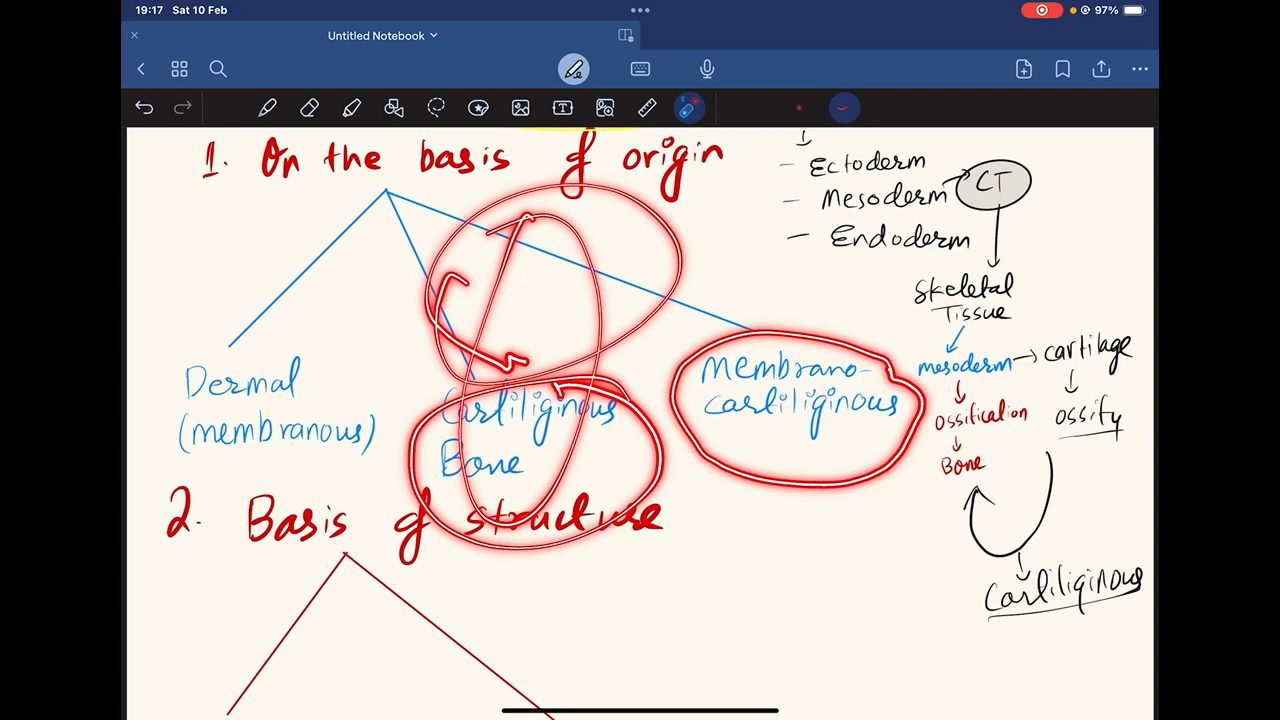 19:17 Sat 10 Feb
97%
Untitled Notebook
1. On the basis of origin
Dermal
(membranous)
Cartiliginous
Bone
Membrano-
cartiliginous
2. Basis of structure
- Ectoderm
- Mesoderm → CT
- Endoderm
Skeletal
Tissue
mesoderm → cartilage
Ossification
ossify
Bone
Cartiliginous